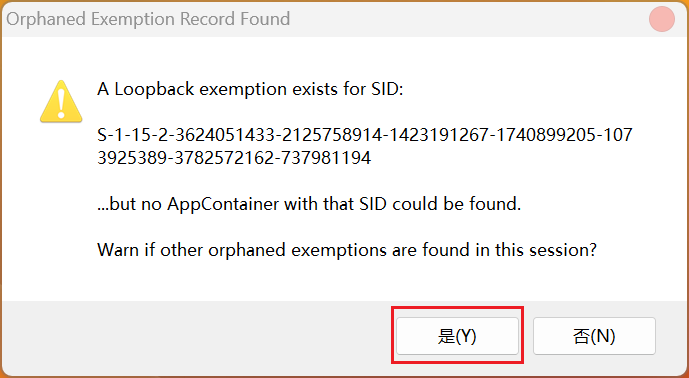 Orphaned Exemption Record Found
A Loopback exemption exists for SID:
S-1-15-2-3624051433-2125758914-1423191267-1740899205-107
3925389-3782572162-737981194
...but no AppContainer with that SID could be found.
Warn if other orphaned exemptions are found in this session?
是(Y)
否(N)